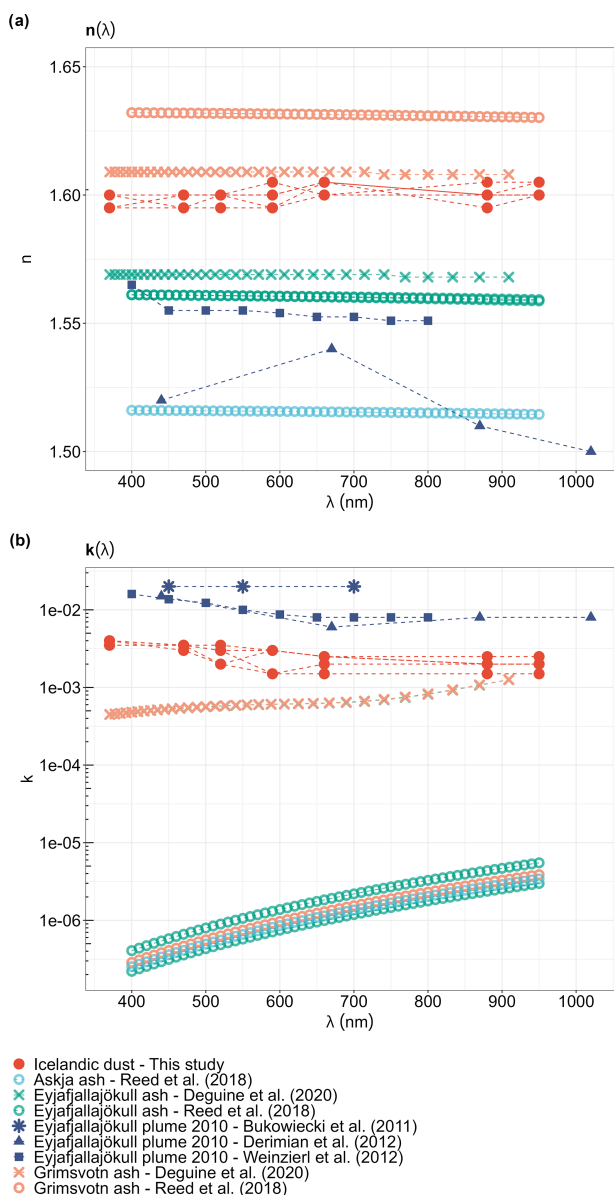 (a)
n(λ)
1.65
1.60
1.55
1.50
n
400 500 600 700 800 900 1000
λ (nm)
(b)
k(λ)
1e-02
1e-03
1e-04
1e-05
1e-06
k
400 500 600 700 800 900 1000
λ (nm)
Icelandic dust - This study
Askja ash - Reed et al. (2018)
Eyjafjallajökull ash - Deguine et al. (2020)
Eyjafjallajökull ash - Reed et al. (2018)
Eyjafjallajökull plume 2010 - Bukowiecki et al. (2011)
Eyjafjallajökull plume 2010 - Derimian et al. (2012)
Eyjafjallajökull plume 2010 - Weinzierl et al. (2012)
Grimsvotn ash - Deguine et al. (2020)
Grimsvotn ash - Reed et al. (2018)